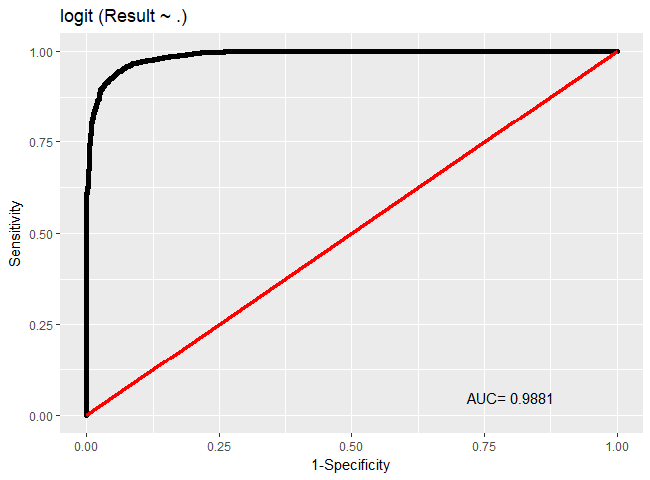 logit (Result ~ .)
1.00
0.75
0.50
0.25
0.00
Sensitivity
AUC= 0.9881
0.00 0.25 0.50 0.75 1.00
1-Specificity